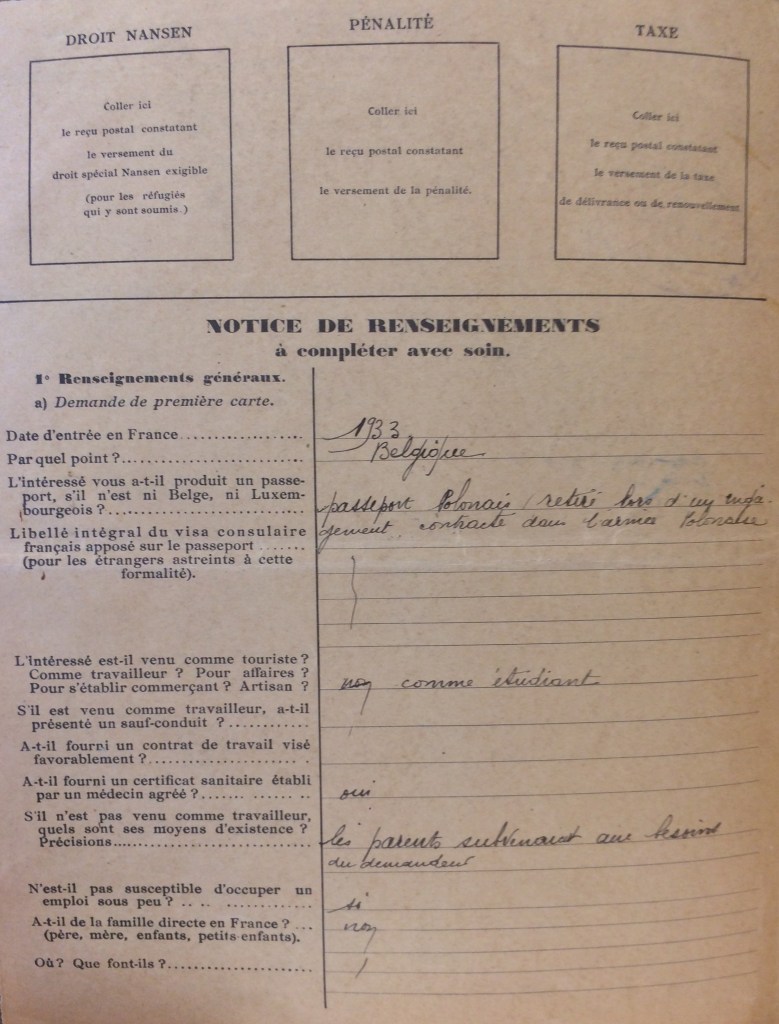 DROIT NANSEN
Coller ici
le reçu postal constatant
le versement du
droit spécial Nansen exigible
(pour les réfugiés
qui y sont soumis.)
PÉNALITÉ
Coller ici
le reçu postal constatant
le versement de la pénalité.
TAXE
Coller ici
le reçu postal constatant
le versement de la taxe
de délivrance ou de renouvellement
NOTICE DE RENSEIGNEMENTS
à compléter avec soin.
1° Renseignements généraux.
a) Demande de première carte.
Date d'entrée en France.................... 1933
Par quel point ?............................ Belgique
L'intéressé vous a-t-il produit un passe-
port, s'il n'est ni Belge, ni Luxem-
bourgeois ?.............................. passeport Polonais retiré lors d'un enga-
gement contracté dans l'armée Polonaise
Libellé intégral du visa consulaire
français apposé sur le passeport .......
(pour les étrangers astreints à cette
formalité).
L'intéressé est-il venu comme touriste ?
Comme travailleur ? Pour affaires ?
Pour s'établir commerçant ? Artisan ? non comme étudiant
S'il est venu comme travailleur, a-t-il
présenté un sauf-conduit ? ............
A-t-il fourni un contrat de travail visé
favorablement ?........................ .
A-t-il fourni un certificat sanitaire établi
par un médecin agréé ?....... ... ...... oui
S'il n'est pas venu comme travailleur,
quels sont ses moyens d'existence ?
Précisions............................... les parents subvenant aux besoins
du demandeur
N'est-il pas susceptible d'occuper un
emploi sous peu ? .. .. ............. si
A-t-il de la famille directe en France ? ... non
(père, mère, enfants, petits enfants).
Où ? Que font-ils ?......................